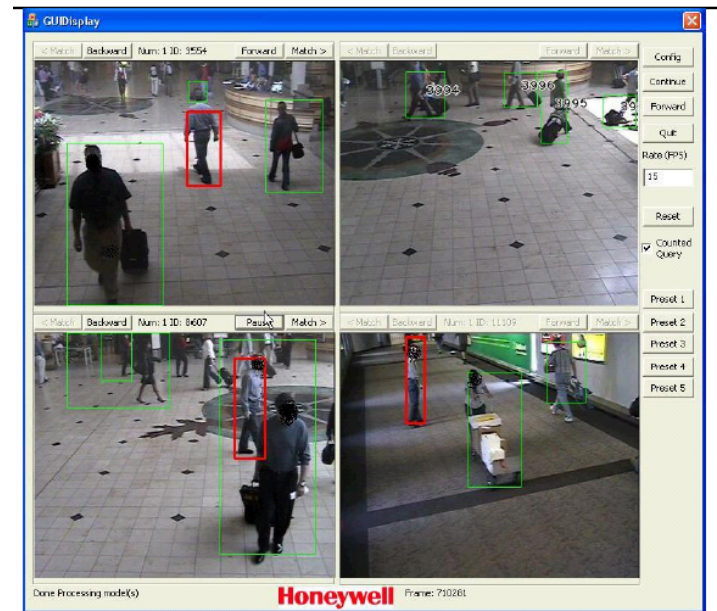 GUIDisplay
< Match Backward Num: 1 ID: 3554 Forward Match >
< Match Backward Forward Match >
Config
Continue
Forward
Quit
Rate (FPS)
15
Reset
Counted
Query
3994
3996
3995
39
< Match Backward Num: 1 ID: 8607 Pause Match >
< Match Backward Num: 1 ID: 11109 Forward Match >
Preset 1
Preset 2
Preset 3
Preset 4
Preset 5
Done Processing model(s)
Honeywell
Frame: 710261